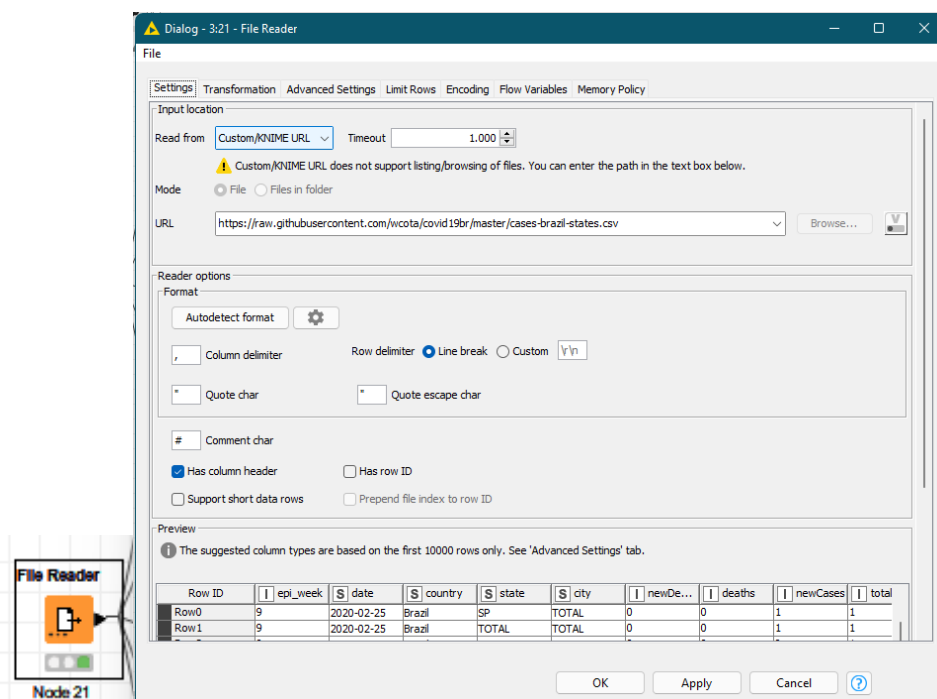 Dialog - 3:21 - File Reader
File
Settings Transformation Advanced Settings Limit Rows Encoding Flow Variables Memory Policy
Input location
Read from Custom/KNIME URL Timeout 1.000
Custom/KNIME URL does not support listing/browsing of files. You can enter the path in the text box below.
Mode File Files in folder
URL https://raw.githubusercontent.com/wcota/covid19br/master/cases-brazil-states.csv Browse...
Reader options
Format
Autodetect format
, Column delimiter Row delimiter Line break Custom \r\n
" Quote char " Quote escape char
# Comment char
Has column header Has row ID
Support short data rows Prepend file index to row ID
Preview
The suggested column types are based on the first 10000 rows only. See 'Advanced Settings' tab.
Row ID I epi_week S date S country S state S city I newDe... I deaths I newCases I total
Row0 9 2020-02-25 Brazil SP TOTAL 0 0 1 1
Row1 9 2020-02-25 Brazil TOTAL TOTAL 0 0 1 1
OK Apply Cancel ?
File Reader
Node 21